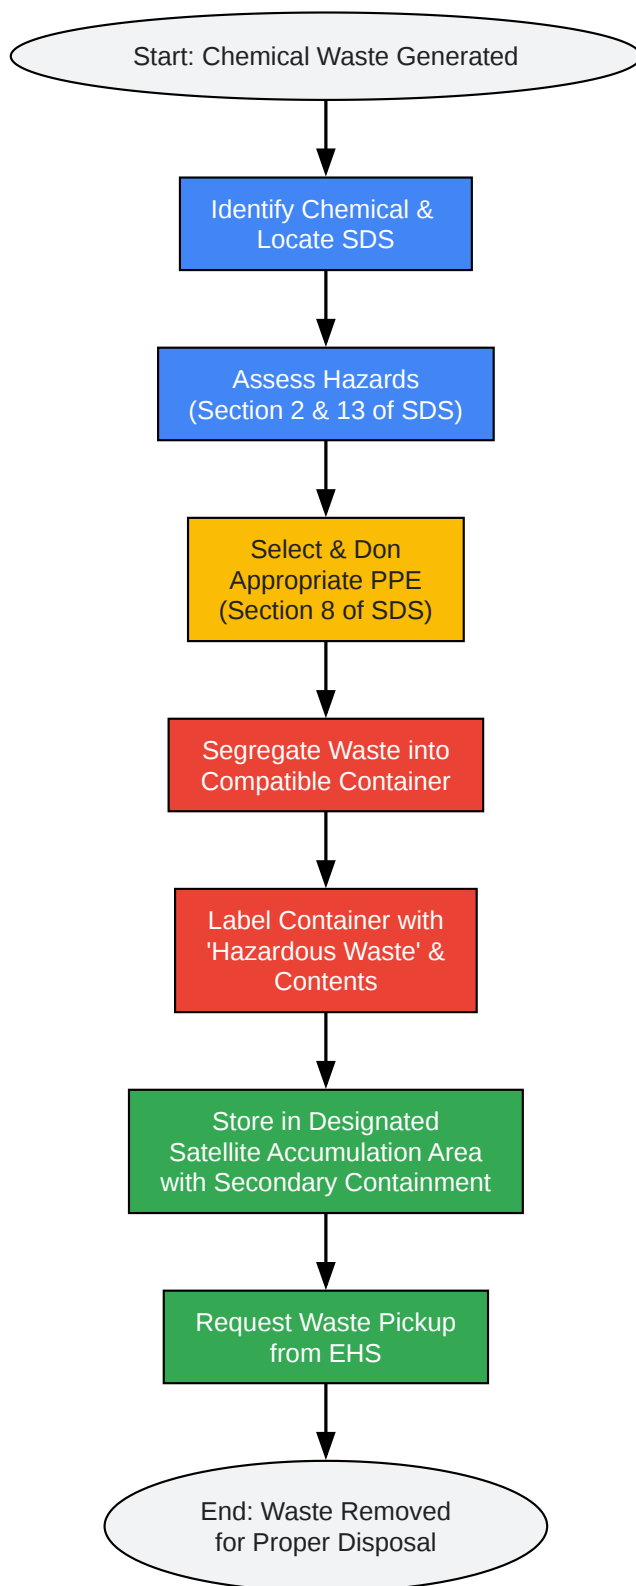 Start: Chemical Waste Generated
Identify Chemical &
Locate SDS
Assess Hazards
(Section 2 & 13 of SDS)
Select & Don
Appropriate PPE
(Section 8 of SDS)
Segregate Waste into
Compatible Container
Label Container with
'Hazardous Waste' &
Contents
Store in Designated
Satellite Accumulation Area
with Secondary Containment
Request Waste Pickup
from EHS
End: Waste Removed
for Proper Disposal